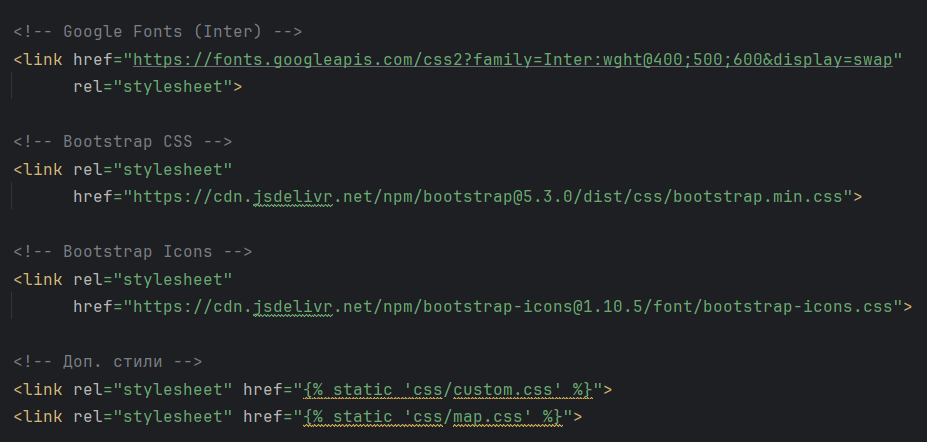 <!-- Google Fonts (Inter) -->
<link href="https://fonts.googleapis.com/css2?family=Inter:wght@400;500;600&display=swap"
      rel="stylesheet">
<!-- Bootstrap CSS -->
<link rel="stylesheet"
      href="https://cdn.jsdelivr.net/npm/bootstrap@5.3.0/dist/css/bootstrap.min.css">
<!-- Bootstrap Icons -->
<link rel="stylesheet"
      href="https://cdn.jsdelivr.net/npm/bootstrap-icons@1.10.5/font/bootstrap-icons.css">
<!-- Доп. стили -->
<link rel="stylesheet" href="{% static 'css/custom.css' %}">
<link rel="stylesheet" href="{% static 'css/map.css' %}">